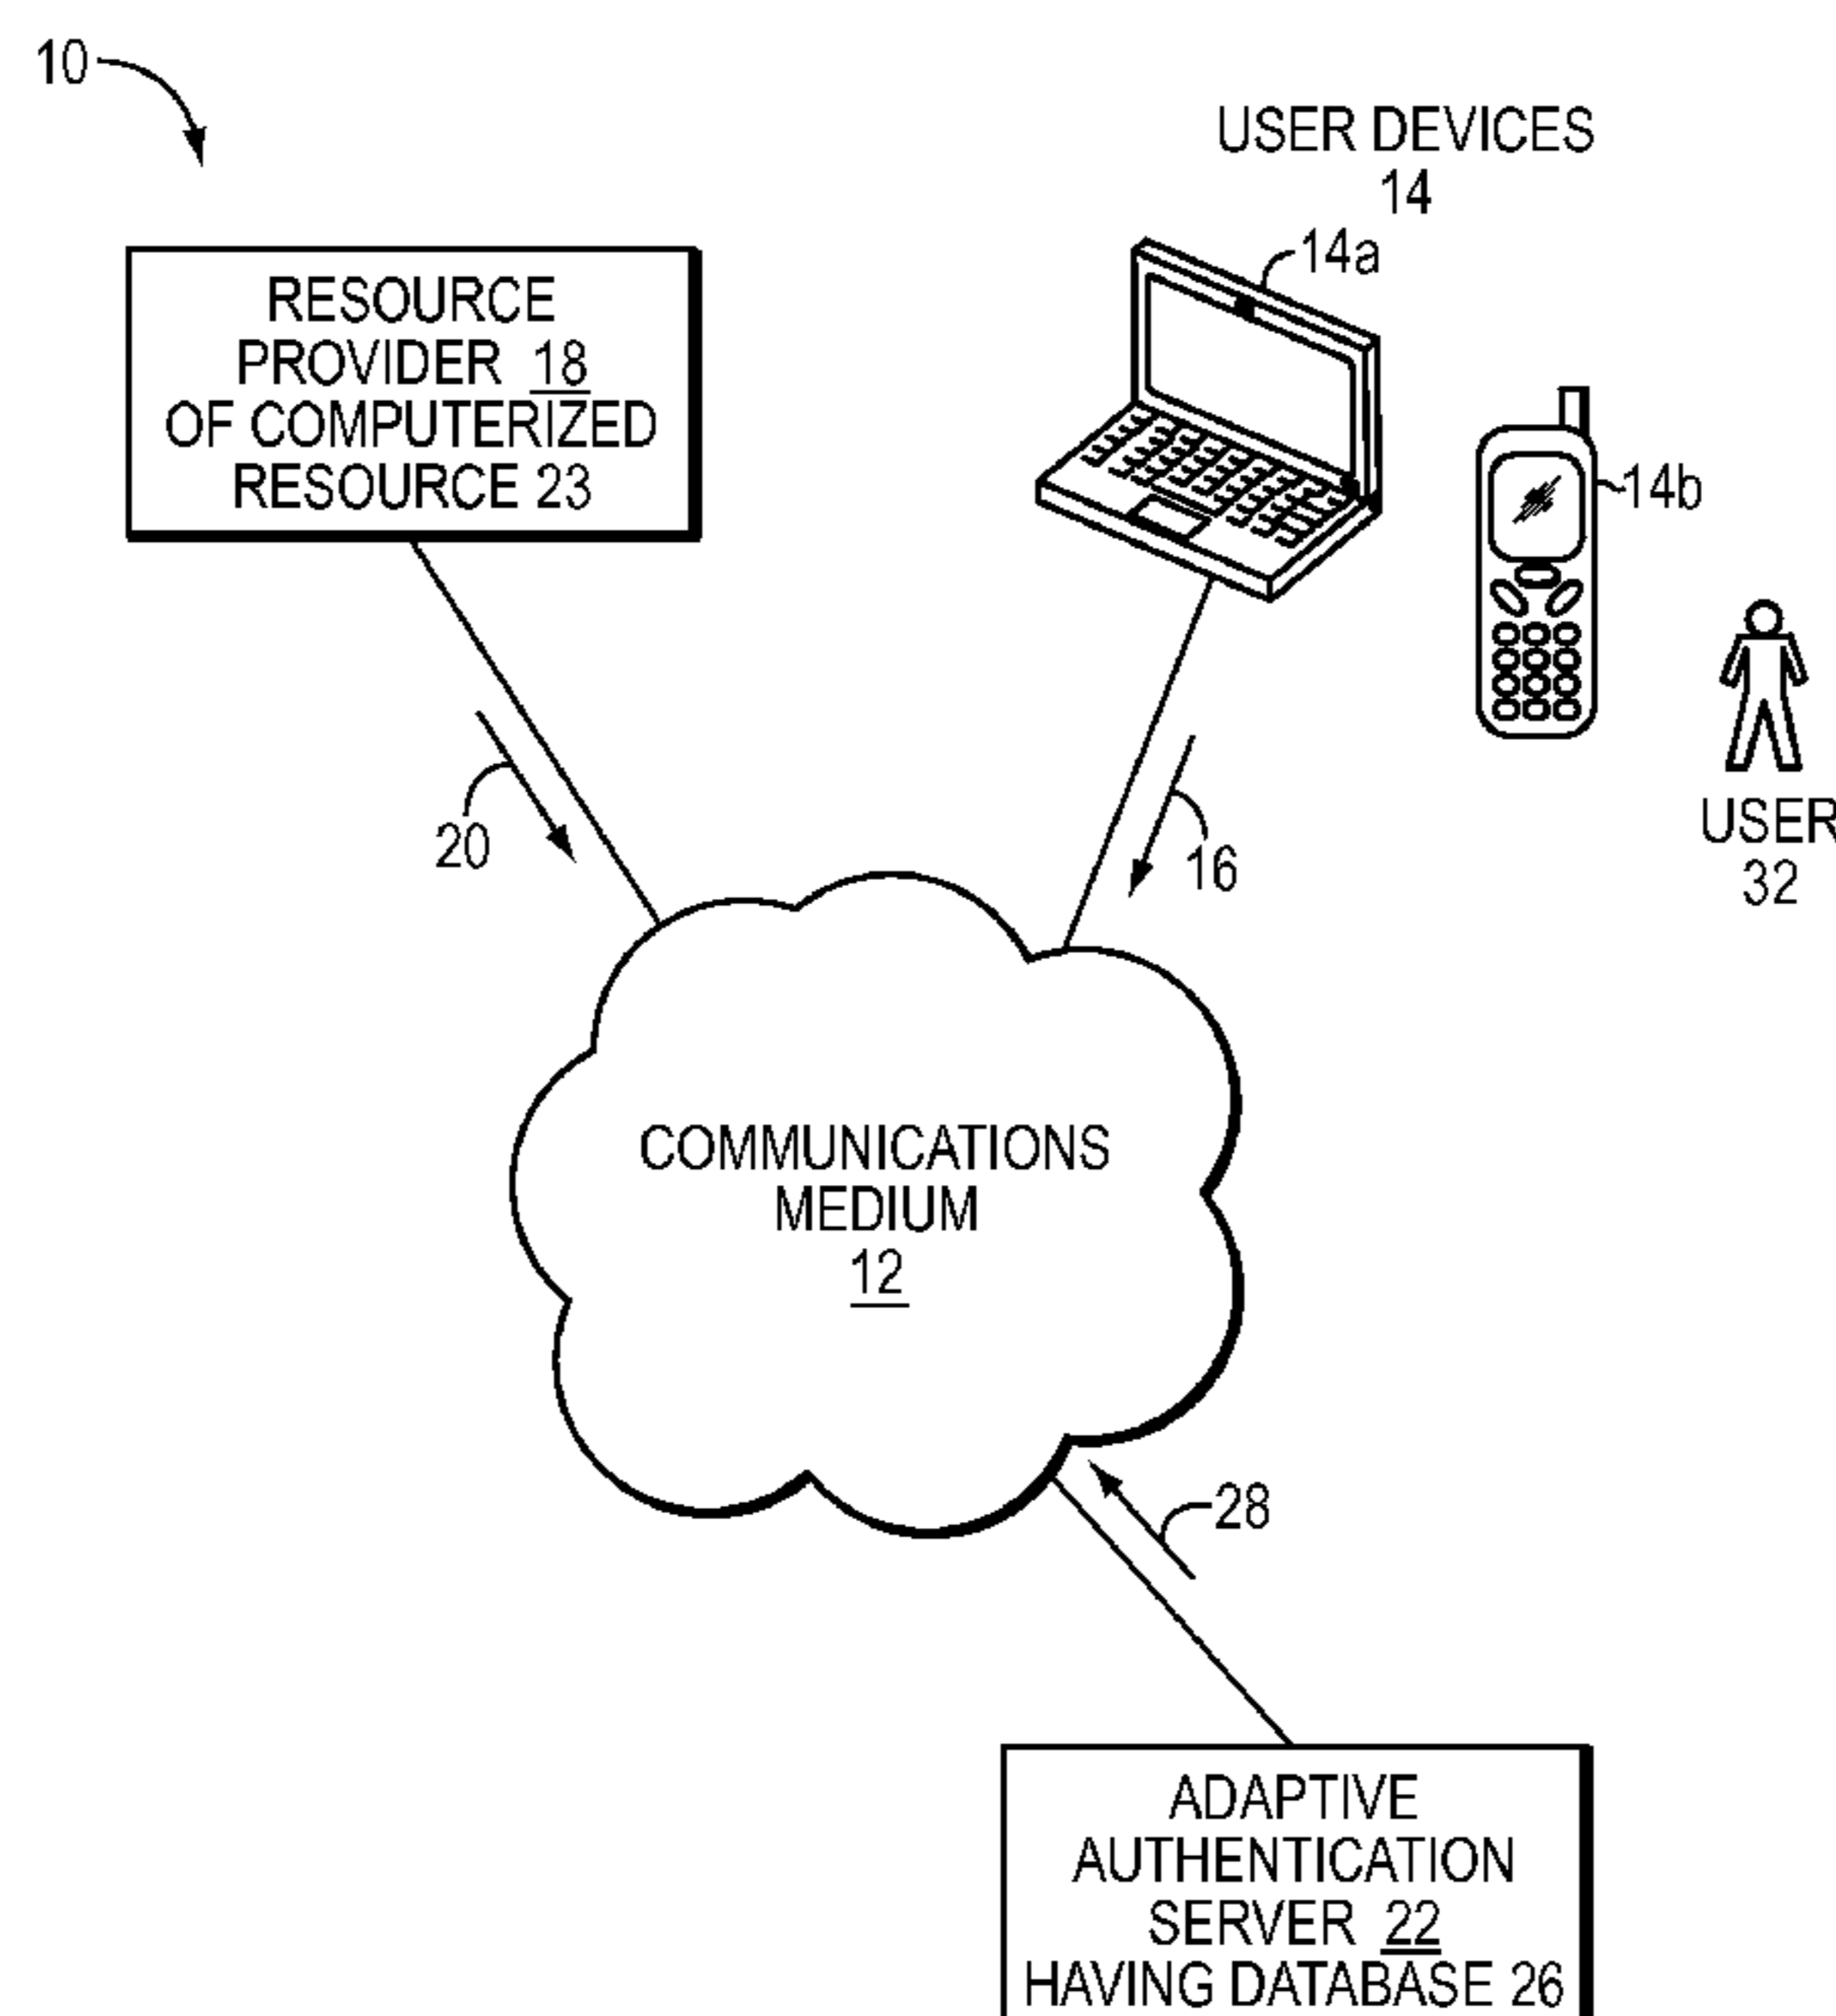 10
USER DEVICES
14
14a
RESOURCE
PROVIDER 18
OF COMPUTERIZED
RESOURCE 23
14b
20
16
USER
32
COMMUNICATIONS
MEDIUM
12
28
ADAPTIVE
AUTHENTICATION
SERVER 22
HAVING DATABASE 26